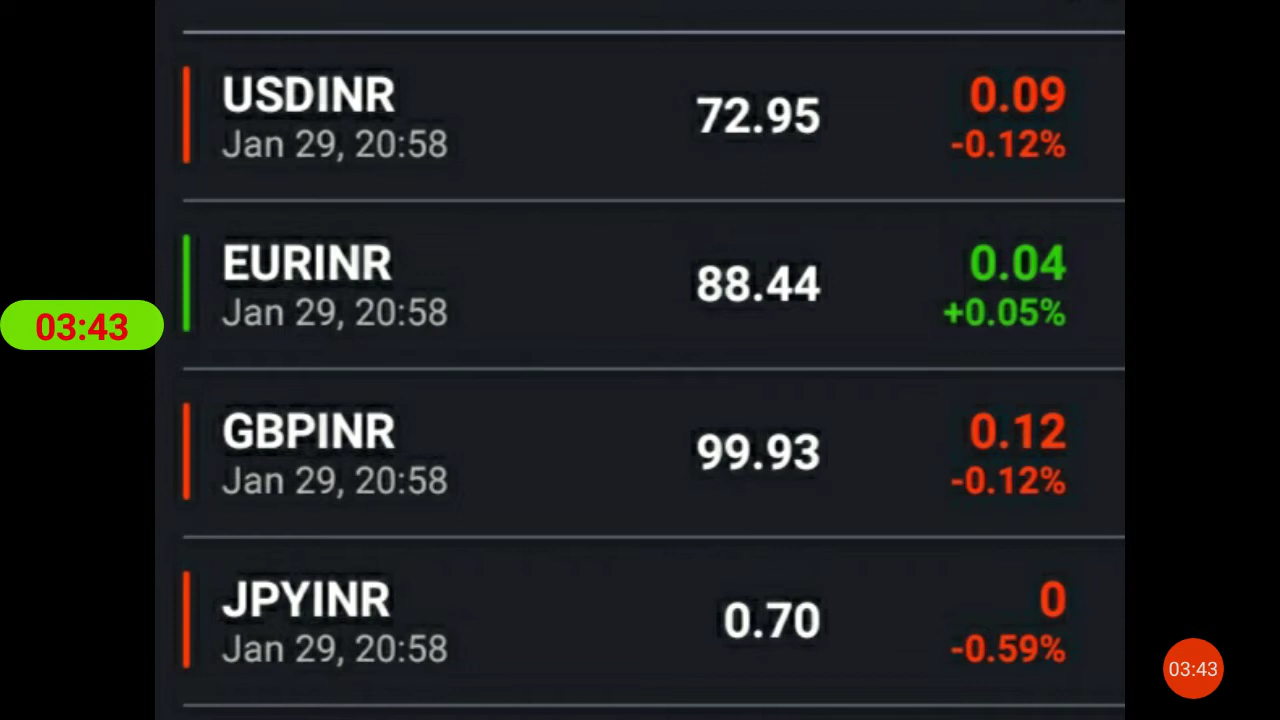 USDINR
Jan 29, 20:58
72.95
0.09
-0.12%
EURINR
Jan 29, 20:58
88.44
0.04
+0.05%
03:43
GBPINR
Jan 29, 20:58
99.93
0.12
-0.12%
JPYINR
Jan 29, 20:58
0.70
0
-0.59%
03:43